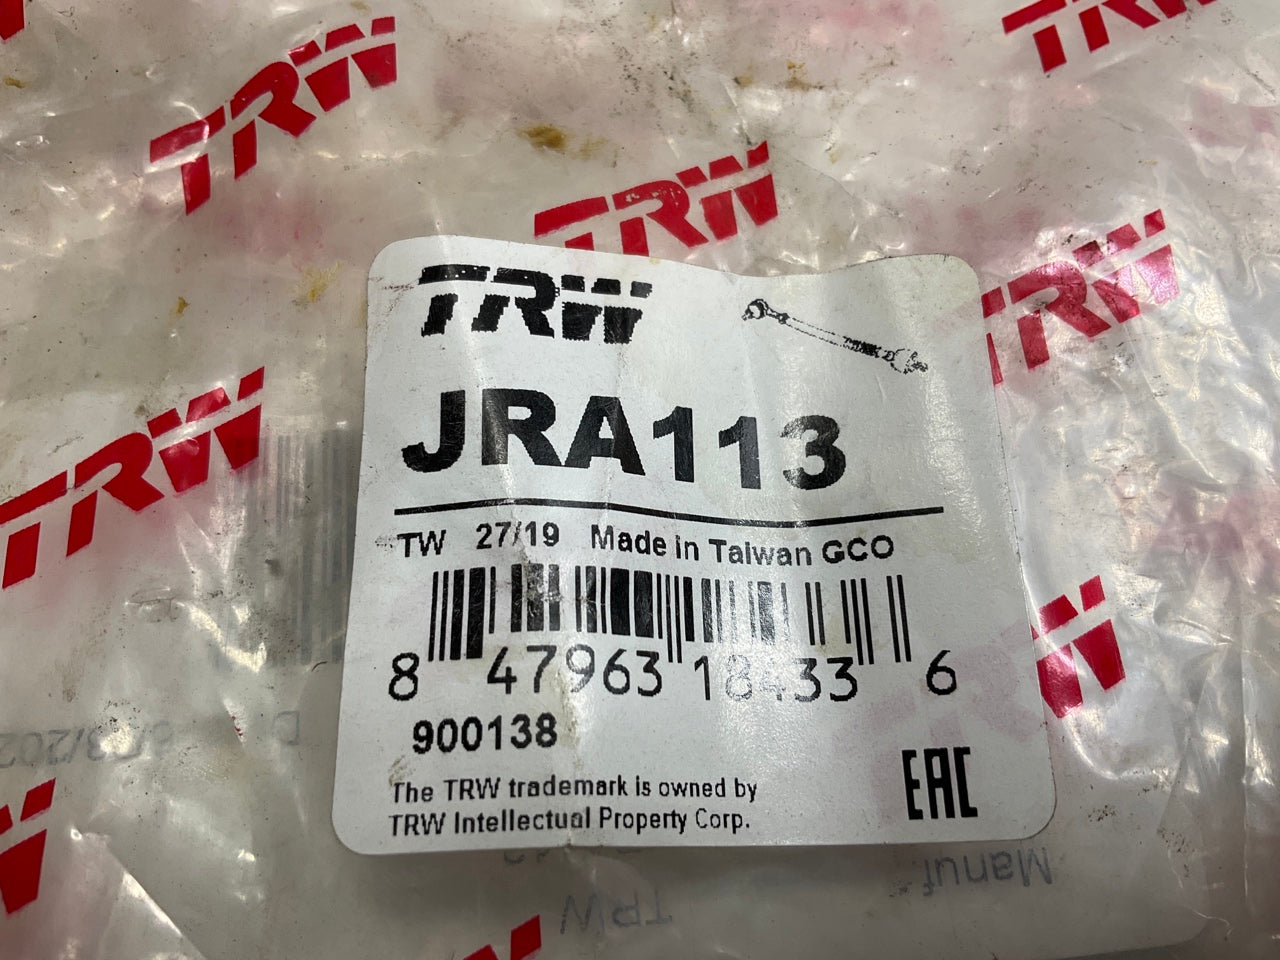 TRW
TRW
TRW
TRW
TRW
TRW
JRA113
TW 27/19 Made in Taiwan GCO
8 47963 18433 6
900138
The TRW trademark is owned by
TRW Intellectual Property Corp.
EAC
Manuf
TRW